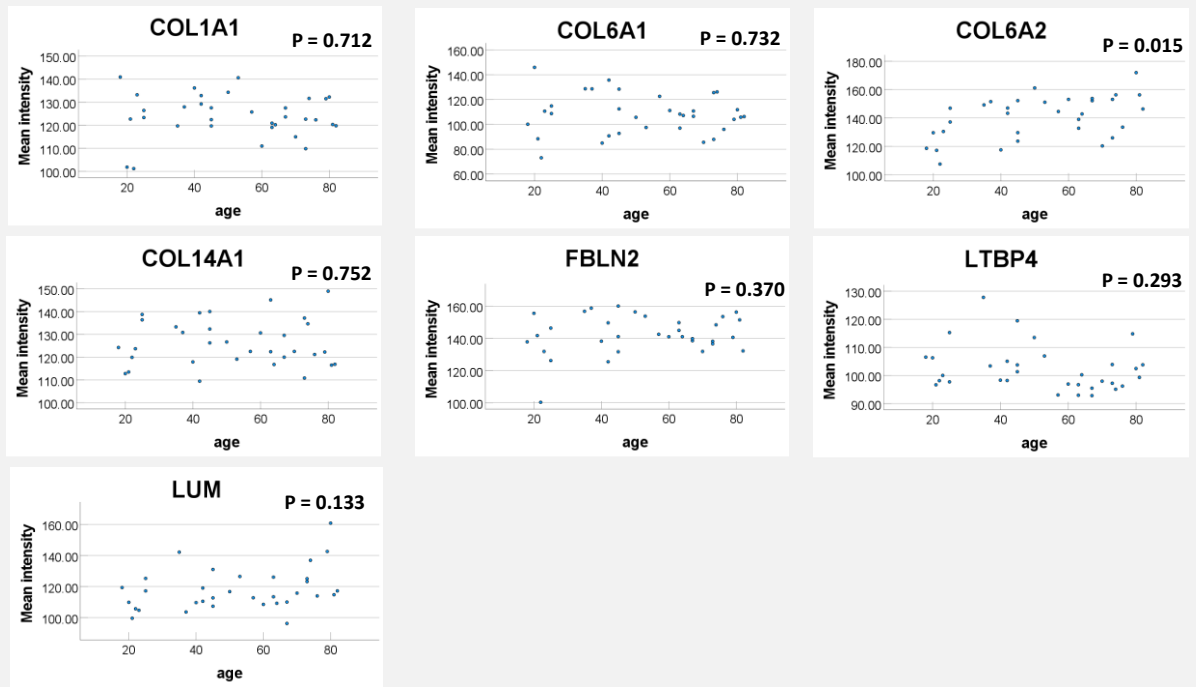 COL1A1
P = 0.712
Mean intensity
150.00
140.00
130.00
120.00
110.00
100.00
20 40 60 80
age
COL6A1
P = 0.732
Mean intensity
160.00
140.00
120.00
100.00
80.00
60.00
20 40 60 80
age
COL6A2
P = 0.015
Mean intensity
180.00
160.00
140.00
120.00
100.00
20 40 60 80
age
COL14A1
P = 0.752
Mean intensity
150.00
140.00
130.00
120.00
110.00
100.00
20 40 60 80
age
FBLN2
P = 0.370
Mean intensity
160.00
140.00
120.00
100.00
20 40 60 80
age
LTBP4
P = 0.293
Mean intensity
130.00
120.00
110.00
100.00
90.00
20 40 60 80
age
LUM
P = 0.133
Mean intensity
160.00
140.00
120.00
100.00
20 40 60 80
age